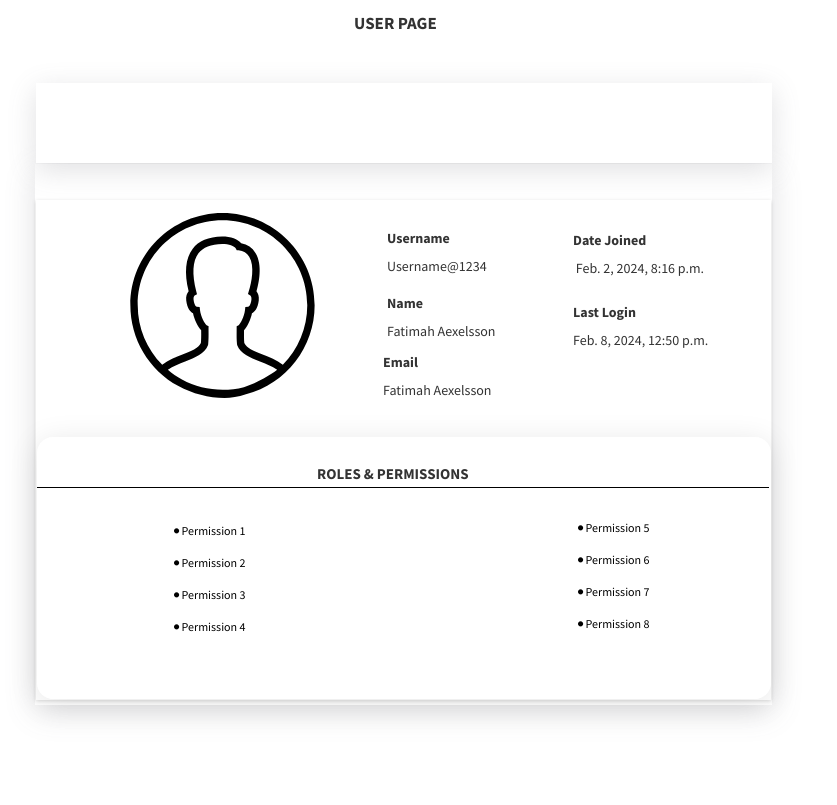 USER PAGE
Username
Username@1234
Name
Fatimah Aexelsson
Email
Fatimah Aexelsson
Date Joined
Feb. 2, 2024, 8:16 p.m.
Last Login
Feb. 8, 2024, 12:50 p.m.
ROLES & PERMISSIONS
Permission 1
Permission 2
Permission 3
Permission 4
Permission 5
Permission 6
Permission 7
Permission 8